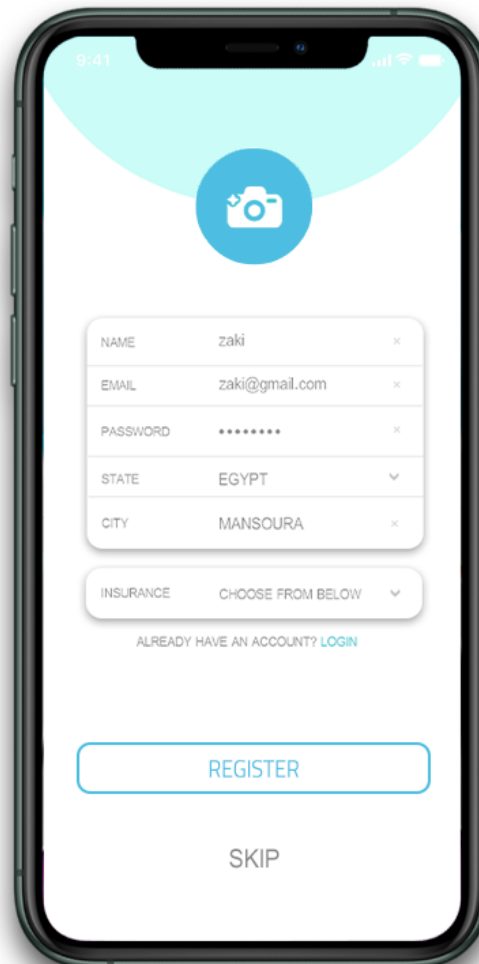 9:41
NAME zaki ×
EMAIL zaki@gmail.com ×
PASSWORD •••••••• ×
STATE EGYPT
CITY MANSOURA ×
INSURANCE CHOOSE FROM BELOW
ALREADY HAVE AN ACCOUNT? LOGIN
REGISTER
SKIP